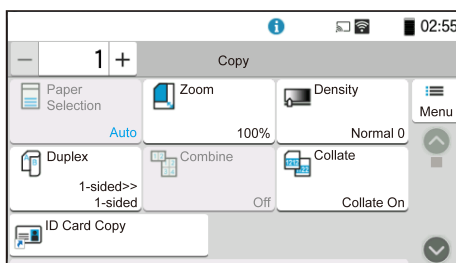 02:55
1
Copy
Paper
Selection
Auto
Zoom
100%
Density
Normal 0
Menu
Duplex
1-sided>>
1-sided
Combine
Off
Collate
Collate On
ID Card Copy